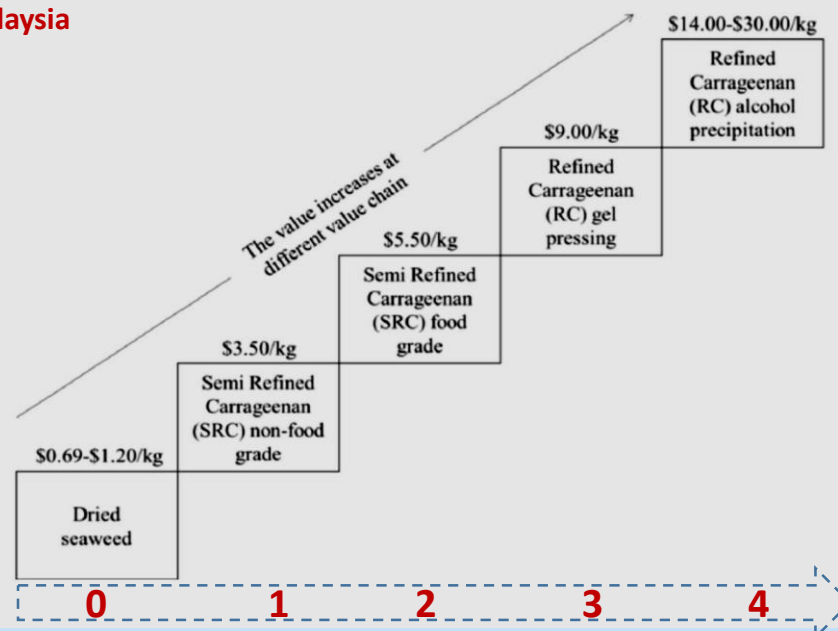 $14.00-$30.00/kg
Refined
Carrageenan
(RC) alcohol
precipitation
$9.00/kg
Refined
Carrageenan
(RC) gel
pressing
The value increases at
different value chain
$5.50/kg
Semi Refined
Carrageenan
(SRC) food
grade
$3.50/kg
Semi Refined
Carrageenan
(SRC) non-food
grade
$0.69-$1.20/kg
Dried
seaweed
0 1 2 3 4